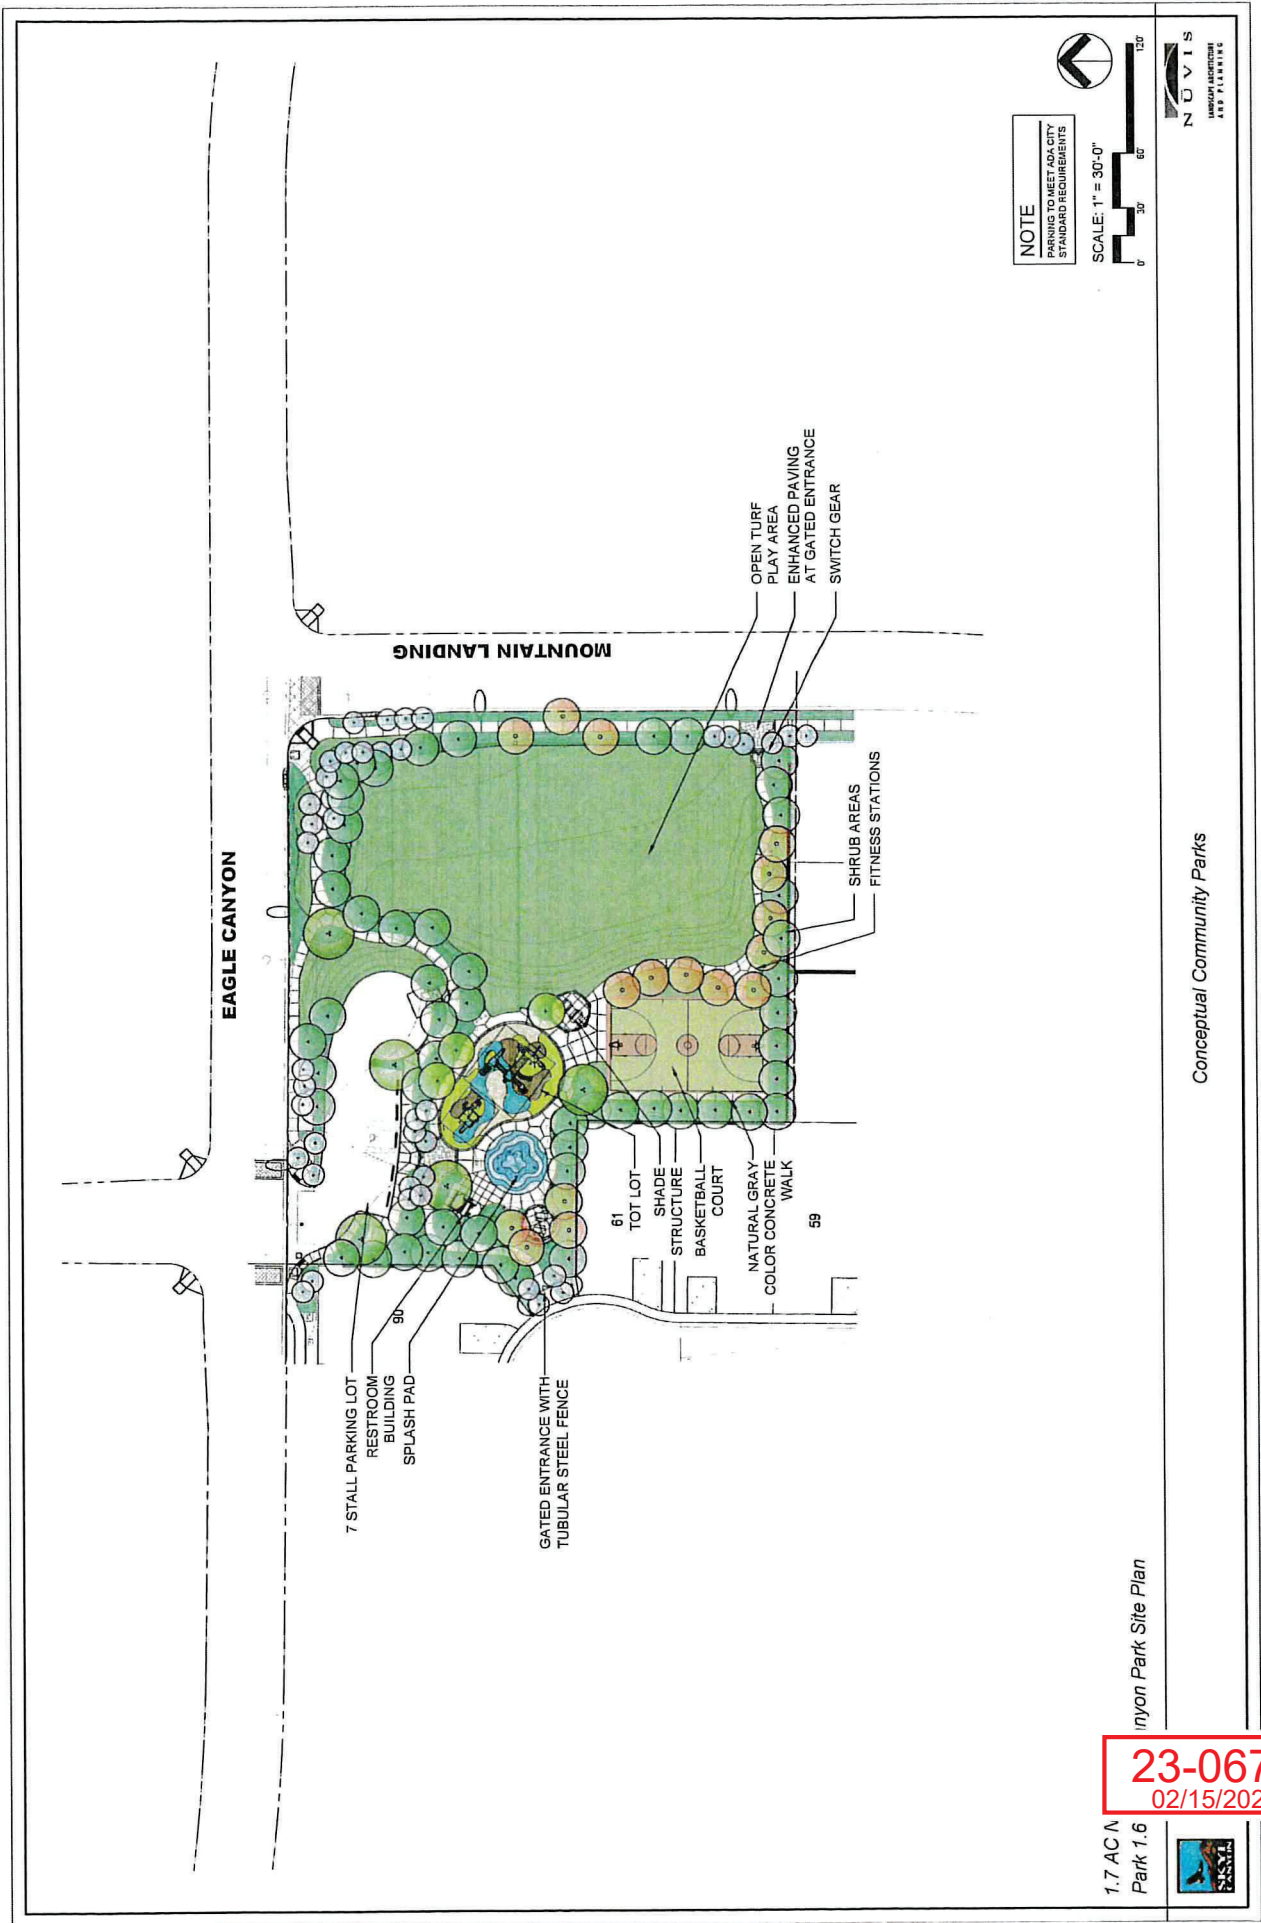 EAGLE CANYON
MOUNTAIN LANDING
7 STALL PARKING LOT
RESTROOM
BUILDING
SPLASH PAD
90
GATED ENTRANCE WITH
TUBULAR STEEL FENCE
61
TOT LOT
SHADE
STRUCTURE
BASKETBALL
COURT
NATURAL GRAY
COLOR CONCRETE
WALK
59
SHRUB AREAS
FITNESS STATIONS
OPEN TURF
PLAY AREA
ENHANCED PAVING
AT GATED ENTRANCE
SWITCH GEAR
NOTE
PARKING TO MEET ADA CITY
STANDARD REQUIREMENTS
SCALE: 1" = 30'-0"
0' 30' 60' 120'
1.7 AC
Park 1.6
nyon Park Site Plan
23-067
02/15/202
Conceptual Community Parks
SKYE
CANYON
NŪVIS
LANDSCAPE ARCHITECTURE
AND PLANNING